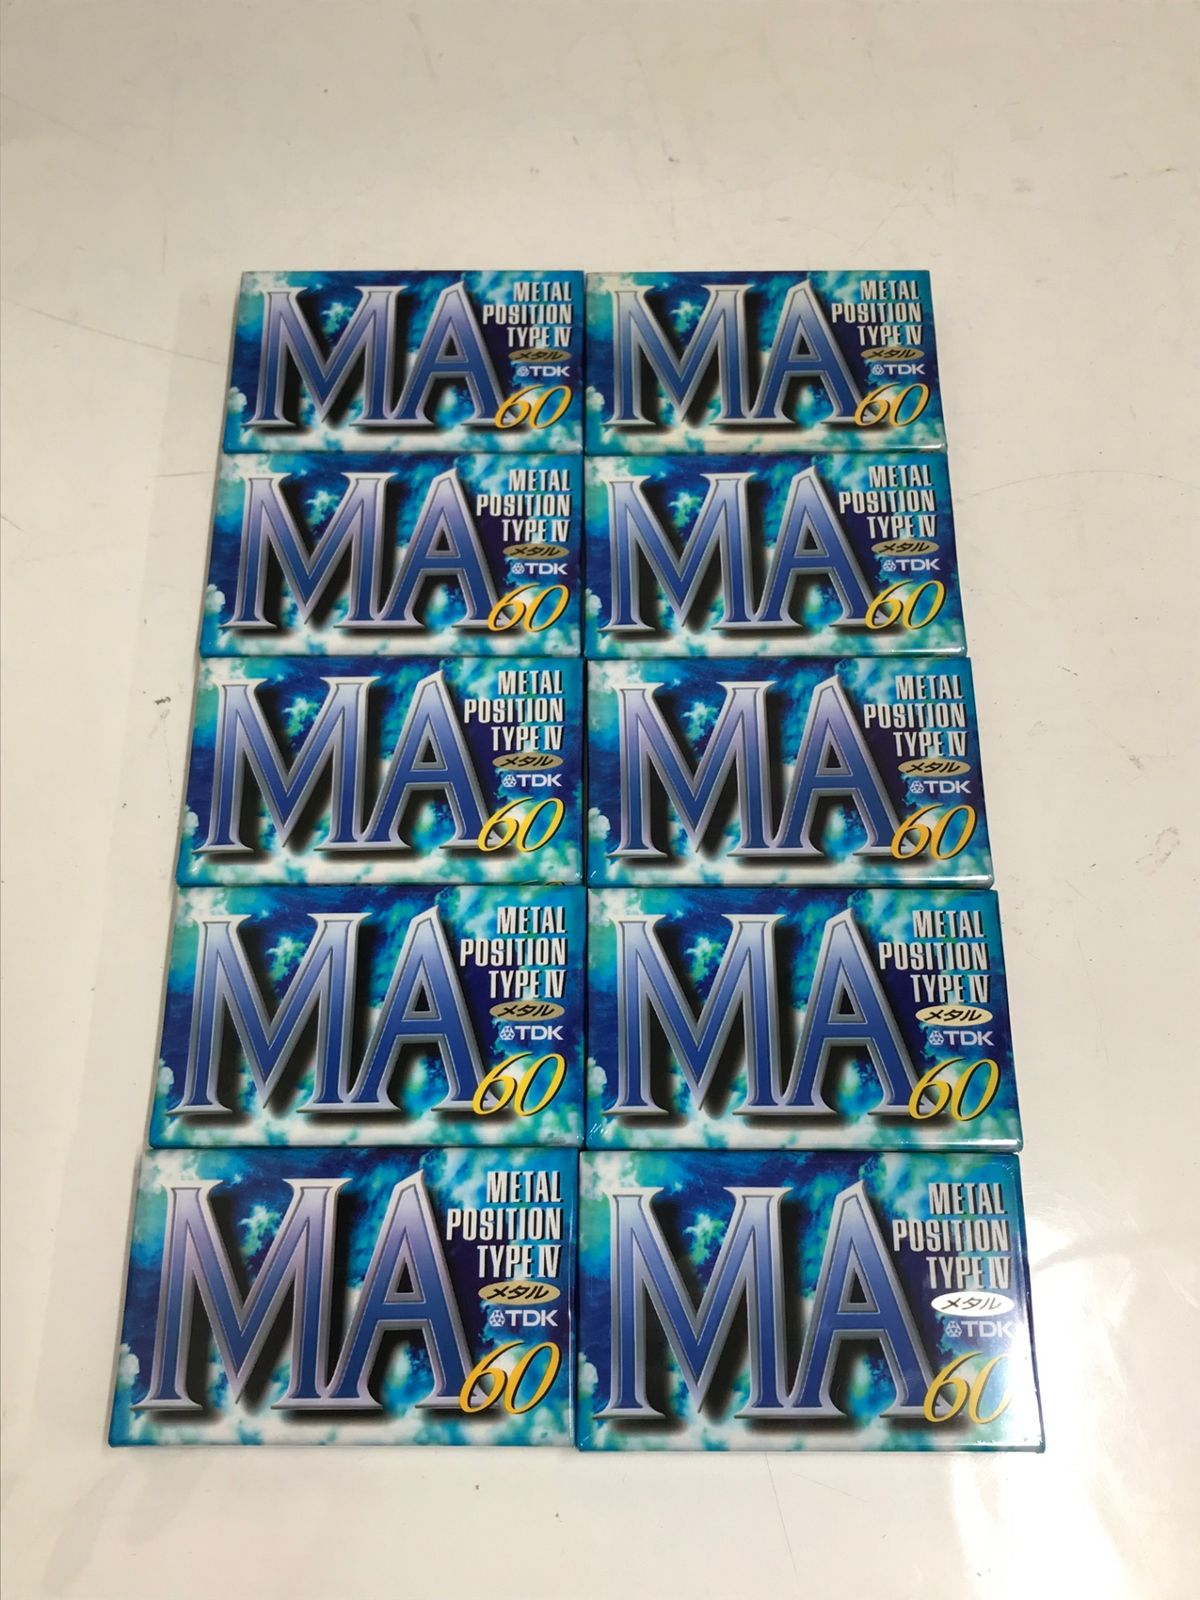 MA
METAL
POSITION
TYPE IV
メタル
TDK
60
MA
METAL
POSITION
TYPE IV
メタル
TDK
60
MA
METAL
POSITION
TYPE IV
メタル
TDK
60
MA
METAL
POSITION
TYPE IV
メタル
TDK
60
MA
METAL
POSITION
TYPE IV
メタル
TDK
60
MA
METAL
POSITION
TYPE IV
メタル
TDK
60
MA
METAL
POSITION
TYPE IV
メタル
TDK
60
MA
METAL
POSITION
TYPE IV
メタル
TDK
60
MA
METAL
POSITION
TYPE IV
メタル
TDK
60
MA
METAL
POSITION
TYPE IV
メタル
TDK
60